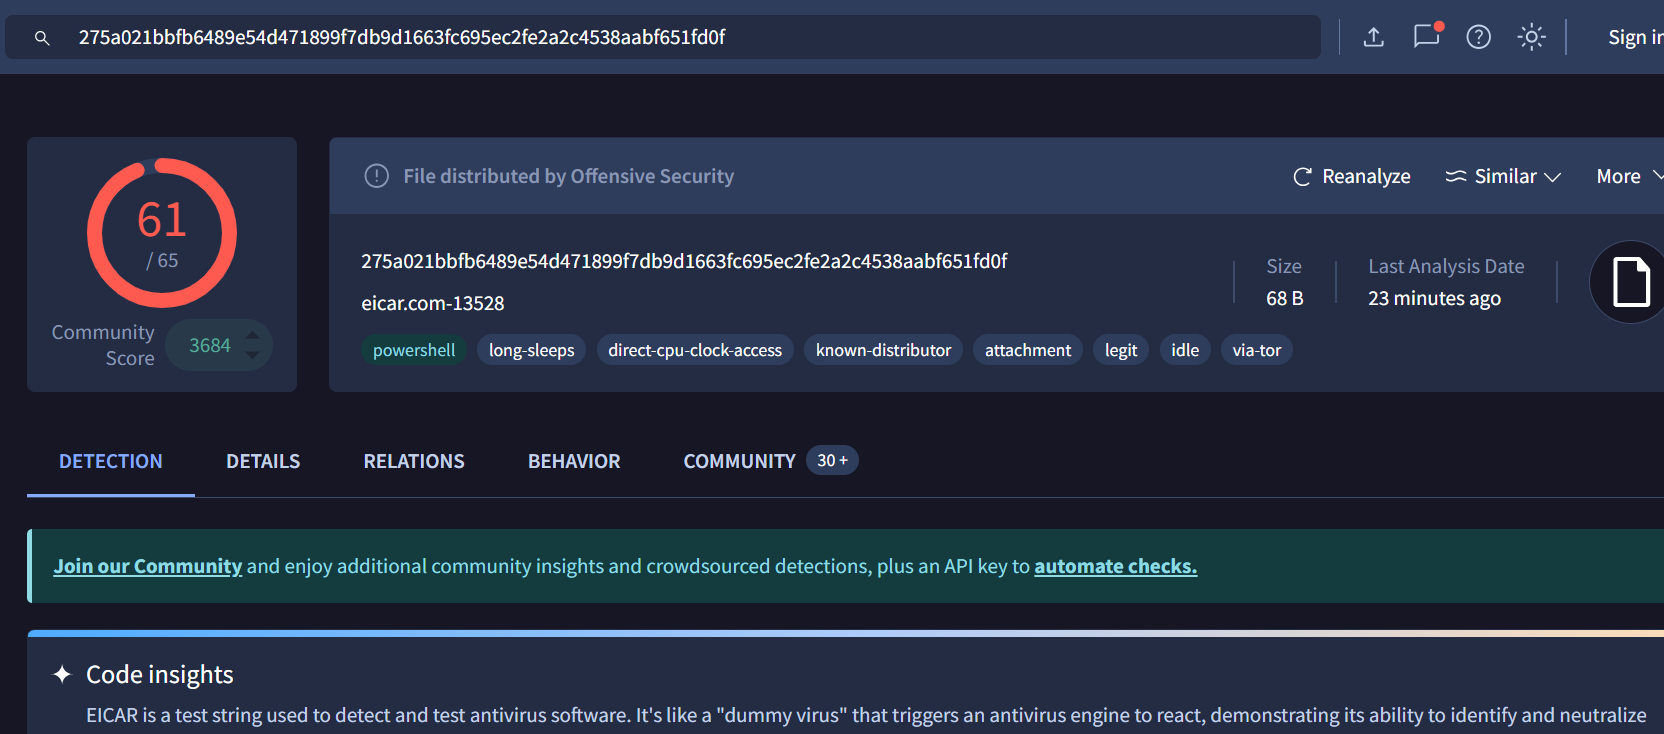 275a021bbfb6489e54d471899f7db9d1663fc695ec2fe2a2c4538aabf651fd0f
Sign in
61
/ 65
Community
Score
3684
File distributed by Offensive Security
Reanalyze
Similar
More
275a021bbfb6489e54d471899f7db9d1663fc695ec2fe2a2c4538aabf651fd0f
eicar.com-13528
powershell long-sleeps direct-cpu-clock-access known-distributor attachment legit idle via-tor
Size
68 B
Last Analysis Date
23 minutes ago
DETECTION DETAILS RELATIONS BEHAVIOR COMMUNITY 30+
Join our Community and enjoy additional community insights and crowdsourced detections, plus an API key to automate checks.
Code insights
EICAR is a test string used to detect and test antivirus software. It's like a "dummy virus" that triggers an antivirus engine to react, demonstrating its ability to identify and neutralize